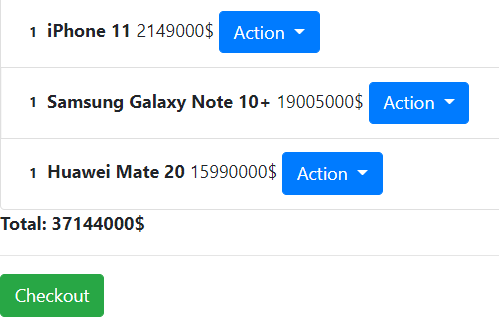 1 iPhone 11 2149000$ Action
1 Samsung Galaxy Note 10+ 19005000$ Action
1 Huawei Mate 20 15990000$ Action
Total: 37144000$
Checkout